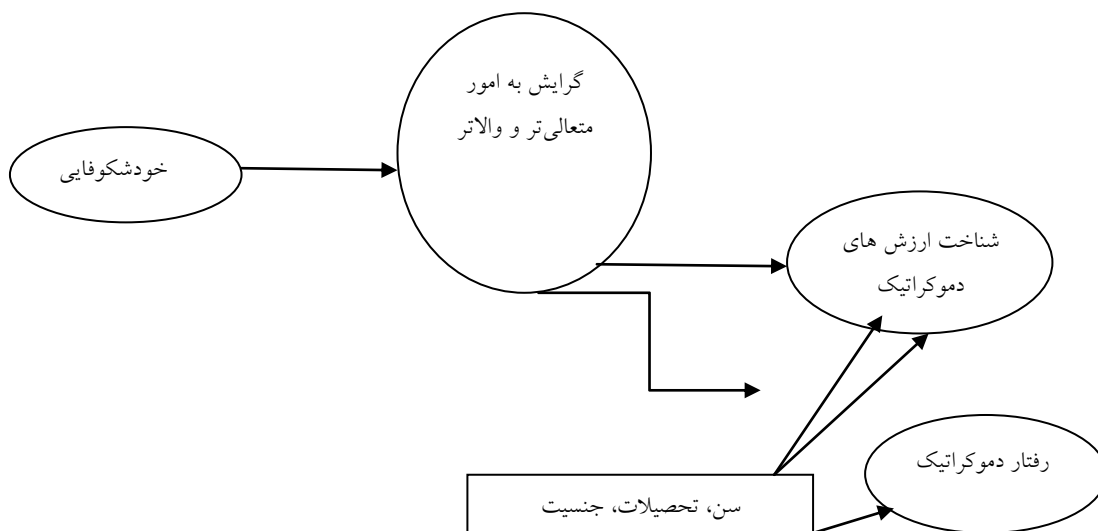 گرایش به امور
متعالی‌تر و والاتر
خودشکوفایی
شناخت ارزش های
دموکراتیک
رفتار دموکراتیک
سن، تحصیلات، جنسیت